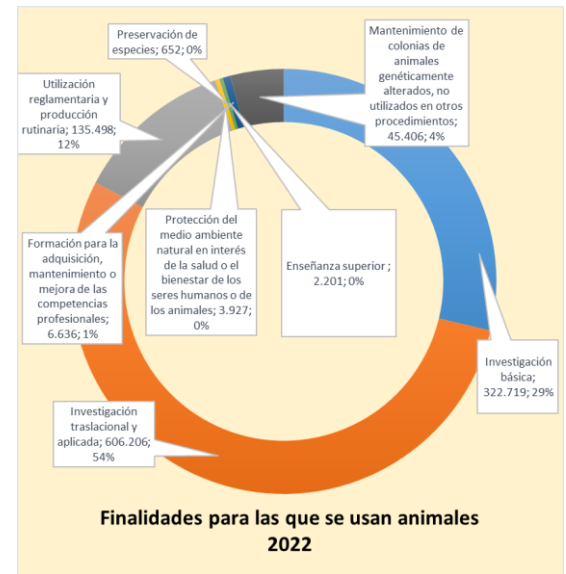 Preservación de
especies; 652; 0%
Mantenimiento de
colonias de
animales
genéticamente
alterados, no
utilizados en otros
procedimientos;
45.406; 4%
Utilización
reglamentaria y
producción
rutinaria; 135.498;
12%
Formación para la
adquisición,
mantenimiento o
mejora de las
competencias
profesionales;
6.636; 1%
Protección del
medio ambiente
natural en interés
de la salud o el
bienestar de los
seres humanos o de
los animales; 3.927;
0%
Enseñanza superior ;
2.201; 0%
Investigación
básica;
322.719; 29%
Investigación
traslacional y
aplicada; 606.206;
54%
Finalidades para las que se usan animales
2022